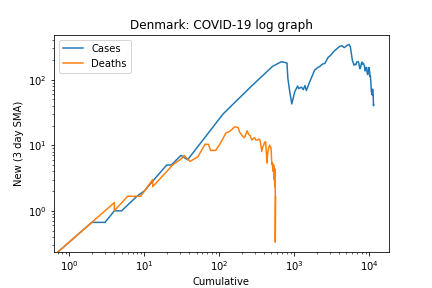 Denmark: COVID-19 log graph
Cases
Deaths
New (3 day SMA)
10²
10¹
10⁰
10⁰ 10¹ 10² 10³ 10⁴
Cumulative